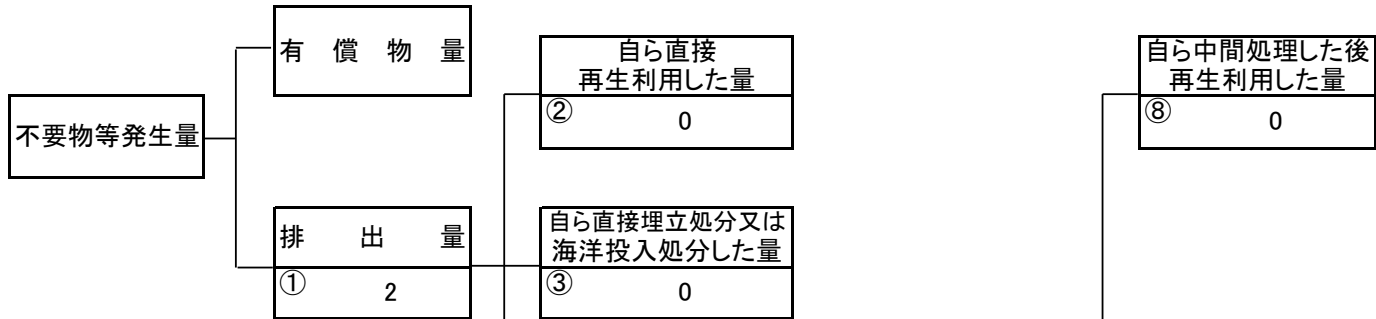 有償物量
自ら直接
再生利用した量
② 0
自ら中間処理した後
再生利用した量
⑧ 0
不要物等発生量
排出量
① 2
自ら直接埋立処分又は
海洋投入処分した量
③ 0